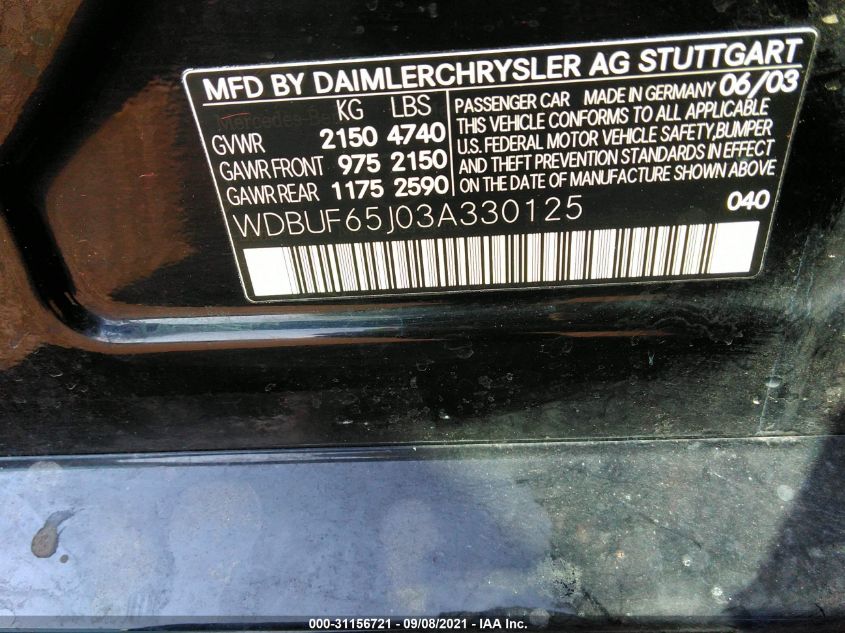 MFD BY DAIMLERCHRYSLER AG STUTTGART
Mercedes-Ben
KG LBS
GVWR 2150 4740
GAWR FRONT 975 2150
GAWR REAR 1175 2590
PASSENGER CAR MADE IN GERMANY 06/03
THIS VEHICLE CONFORMS TO ALL APPLICABLE
U.S. FEDERAL MOTOR VEHICLE SAFETY, BUMPER
AND THEFT PREVENTION STANDARDS IN EFFECT
ON THE DATE OF MANUFACTURE SHOWN ABOVE
WDBUF65J03A330125
040
000-31156721 - 09/08/2021 - IAA Inc.